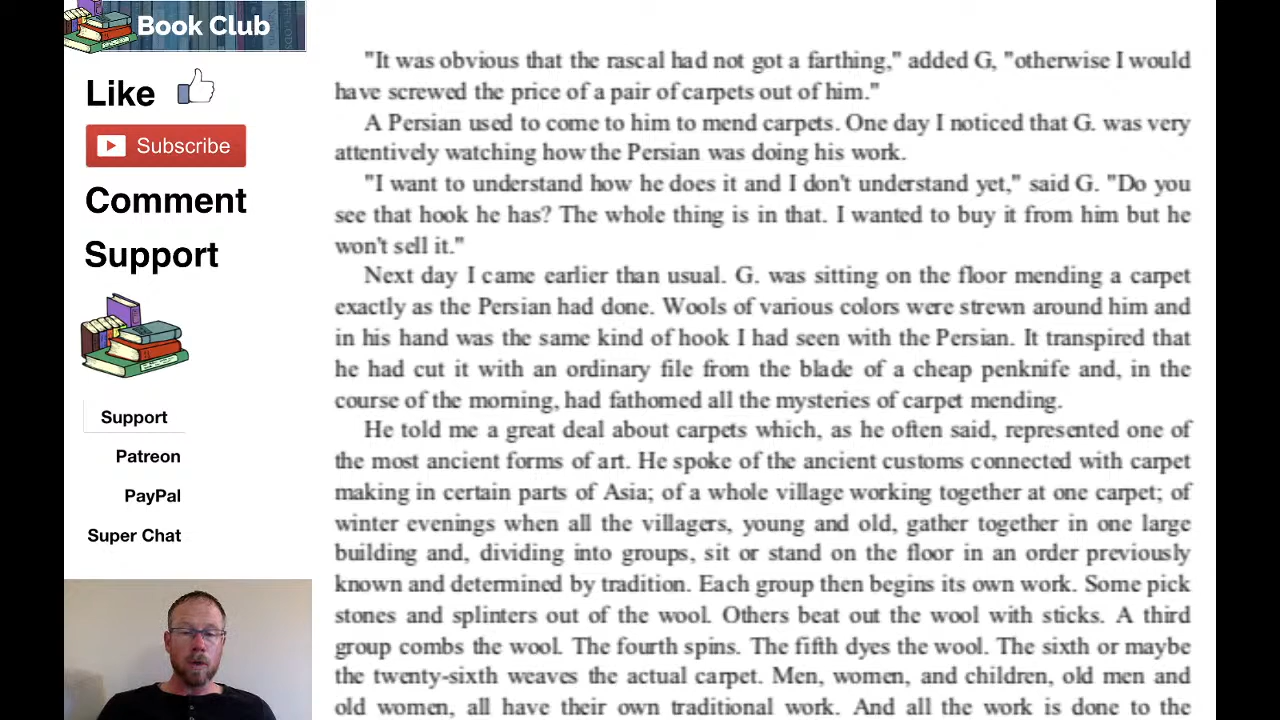 Book Club
Like
Subscribe
Comment
Support
Support
Patreon
PayPal
Super Chat
"It was obvious that the rascal had not got a farthing," added G, "otherwise I would
have screwed the price of a pair of carpets out of him."
A Persian used to come to him to mend carpets. One day I noticed that G. was very
attentively watching how the Persian was doing his work.
"I want to understand how he does it and I don't understand yet," said G. "Do you
see that hook he has? The whole thing is in that. I wanted to buy it from him but he
won't sell it."
Next day I came earlier than usual. G. was sitting on the floor mending a carpet
exactly as the Persian had done. Wools of various colors were strewn around him and
in his hand was the same kind of hook I had seen with the Persian. It transpired that
he had cut it with an ordinary file from the blade of a cheap penknife and, in the
course of the morning, had fathomed all the mysteries of carpet mending.
He told me a great deal about carpets which, as he often said, represented one of
the most ancient forms of art. He spoke of the ancient customs connected with carpet
making in certain parts of Asia; of a whole village working together at one carpet; of
winter evenings when all the villagers, young and old, gather together in one large
building and, dividing into groups, sit or stand on the floor in an order previously
known and determined by tradition. Each group then begins its own work. Some pick
stones and splinters out of the wool. Others beat out the wool with sticks. A third
group combs the wool. The fourth spins. The fifth dyes the wool. The sixth or maybe
the twenty-sixth weaves the actual carpet. Men, women, and children, old men and
old women, all have their own traditional work. And all the work is done to the